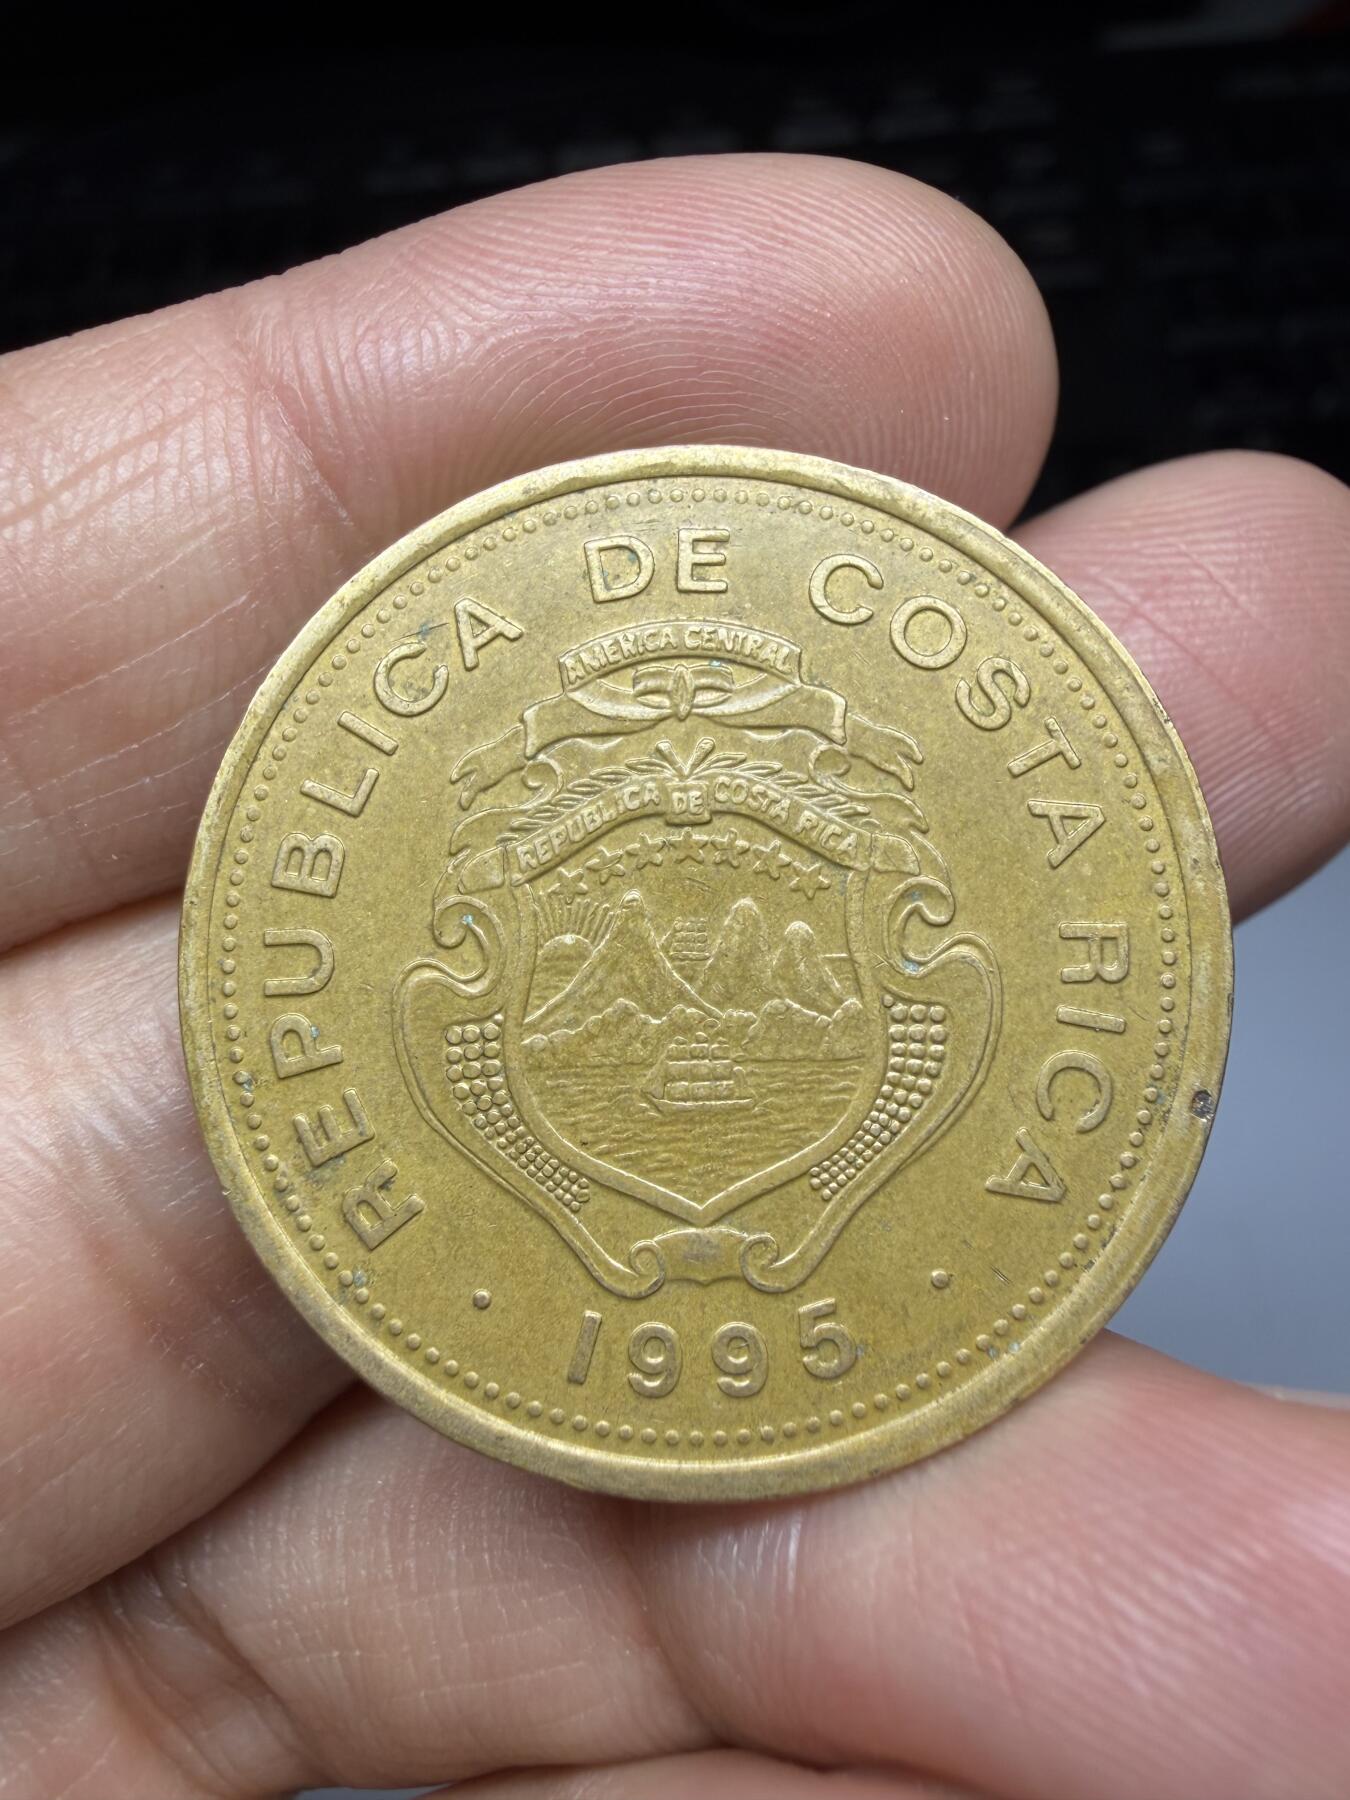 REPUBLICA DE COSTA RICA
AMERICA CENTRAL
REPUBLICA DE COSTA RICA
· 1995 ·